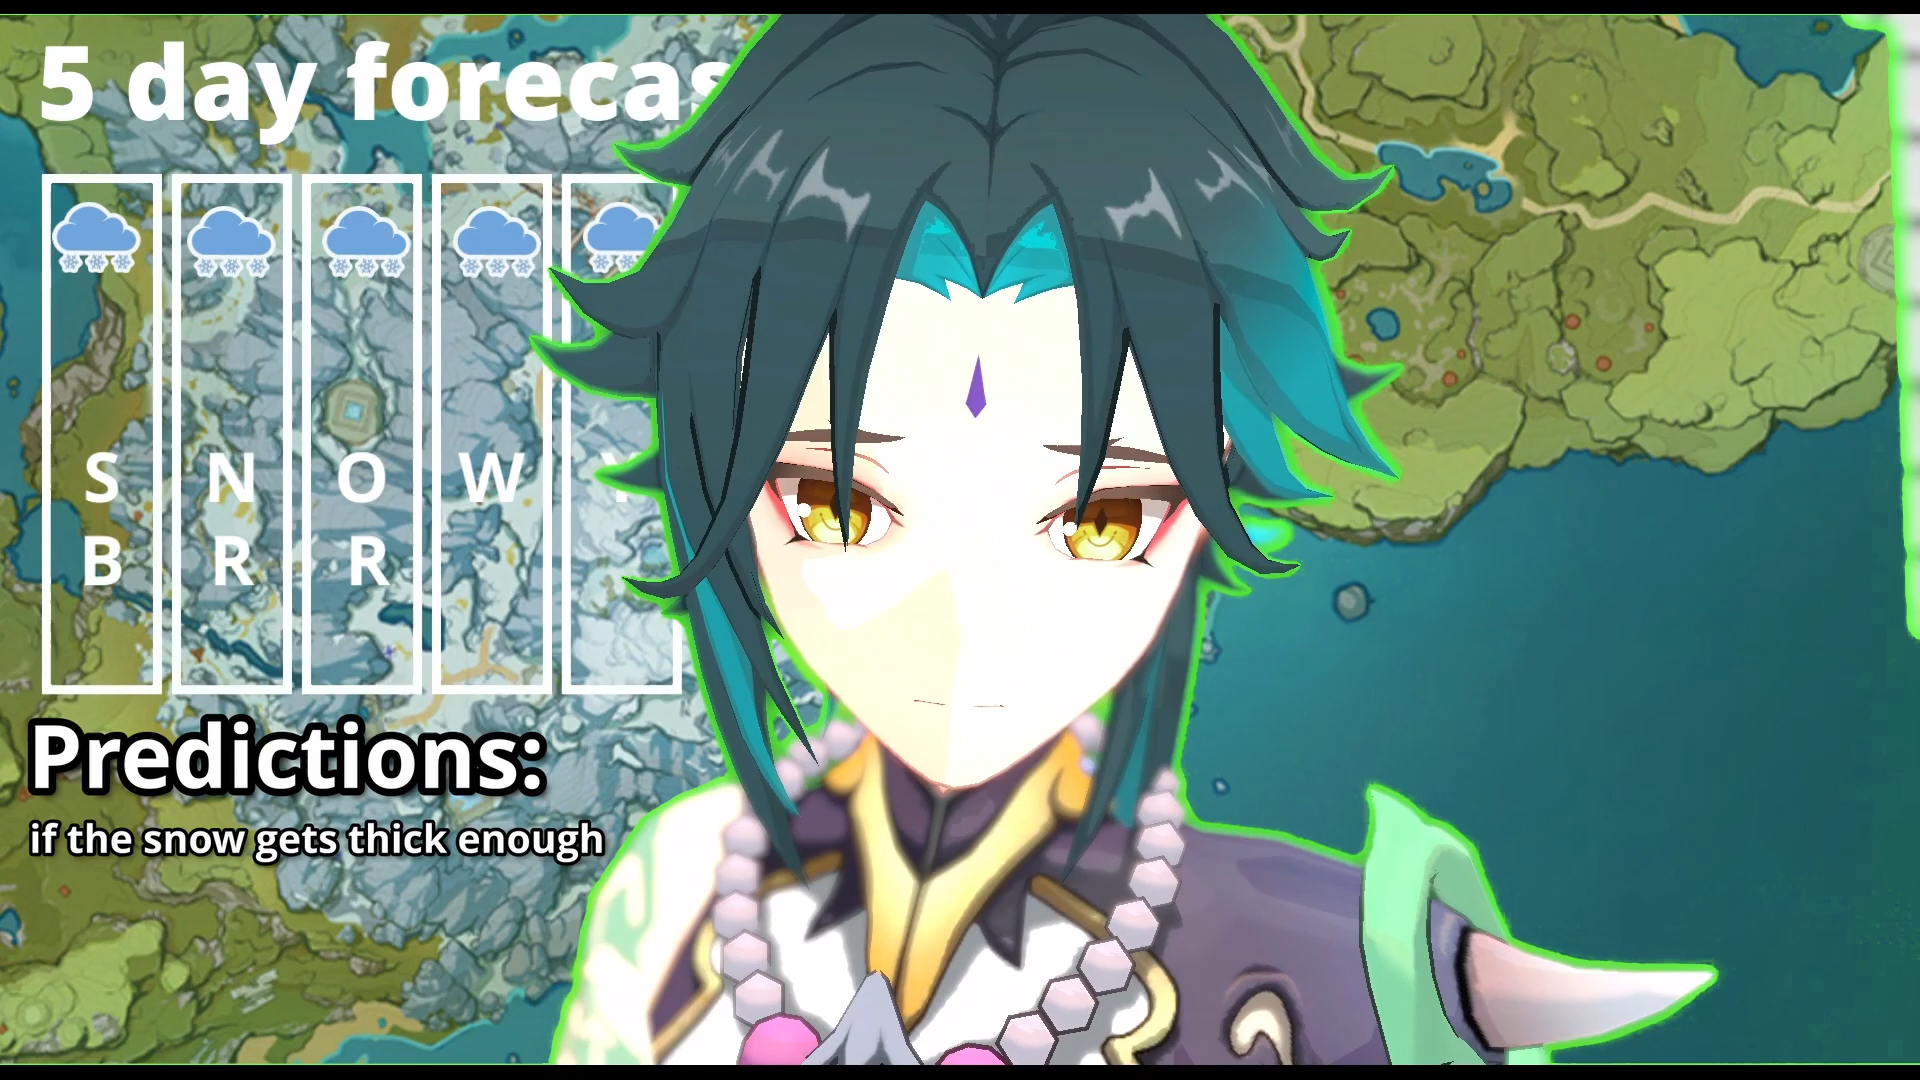 5 day forecas
S N O W Y
B R R
Predictions:
if the snow gets thick enough